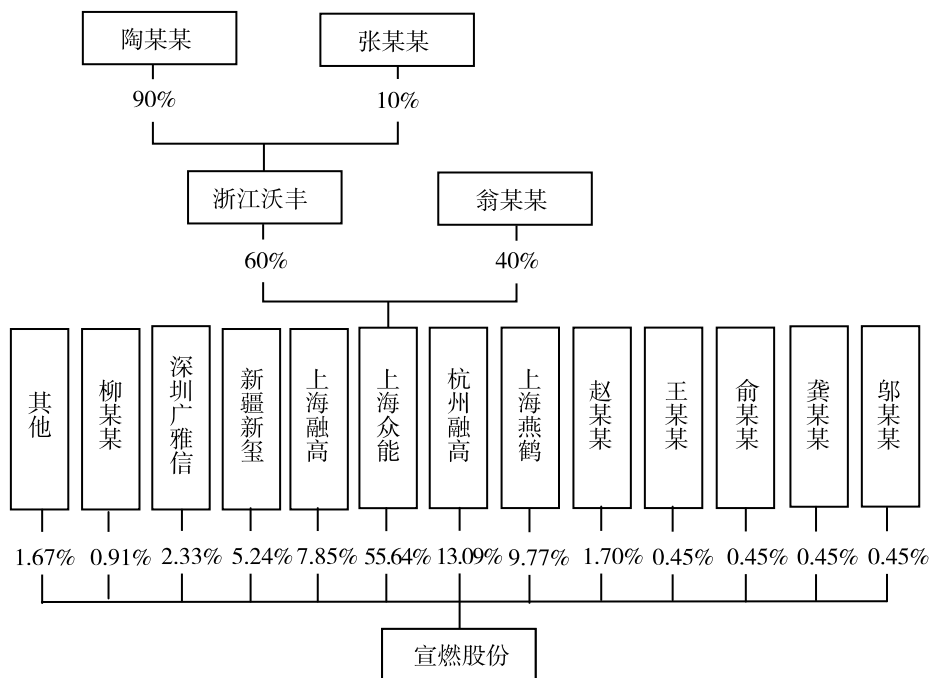 陶某某
张某某
90%
10%
浙江沃丰
翁某某
60%
40%
其他
柳某某
深圳广雅信
新疆新玺
上海融高
上海众能
杭州融高
上海燕鹤
赵某某
王某某
俞某某
龚某某
邬某某
1.67%
0.91%
2.33%
5.24%
7.85%
55.64%
13.09%
9.77%
1.70%
0.45%
0.45%
0.45%
0.45%
宣燃股份